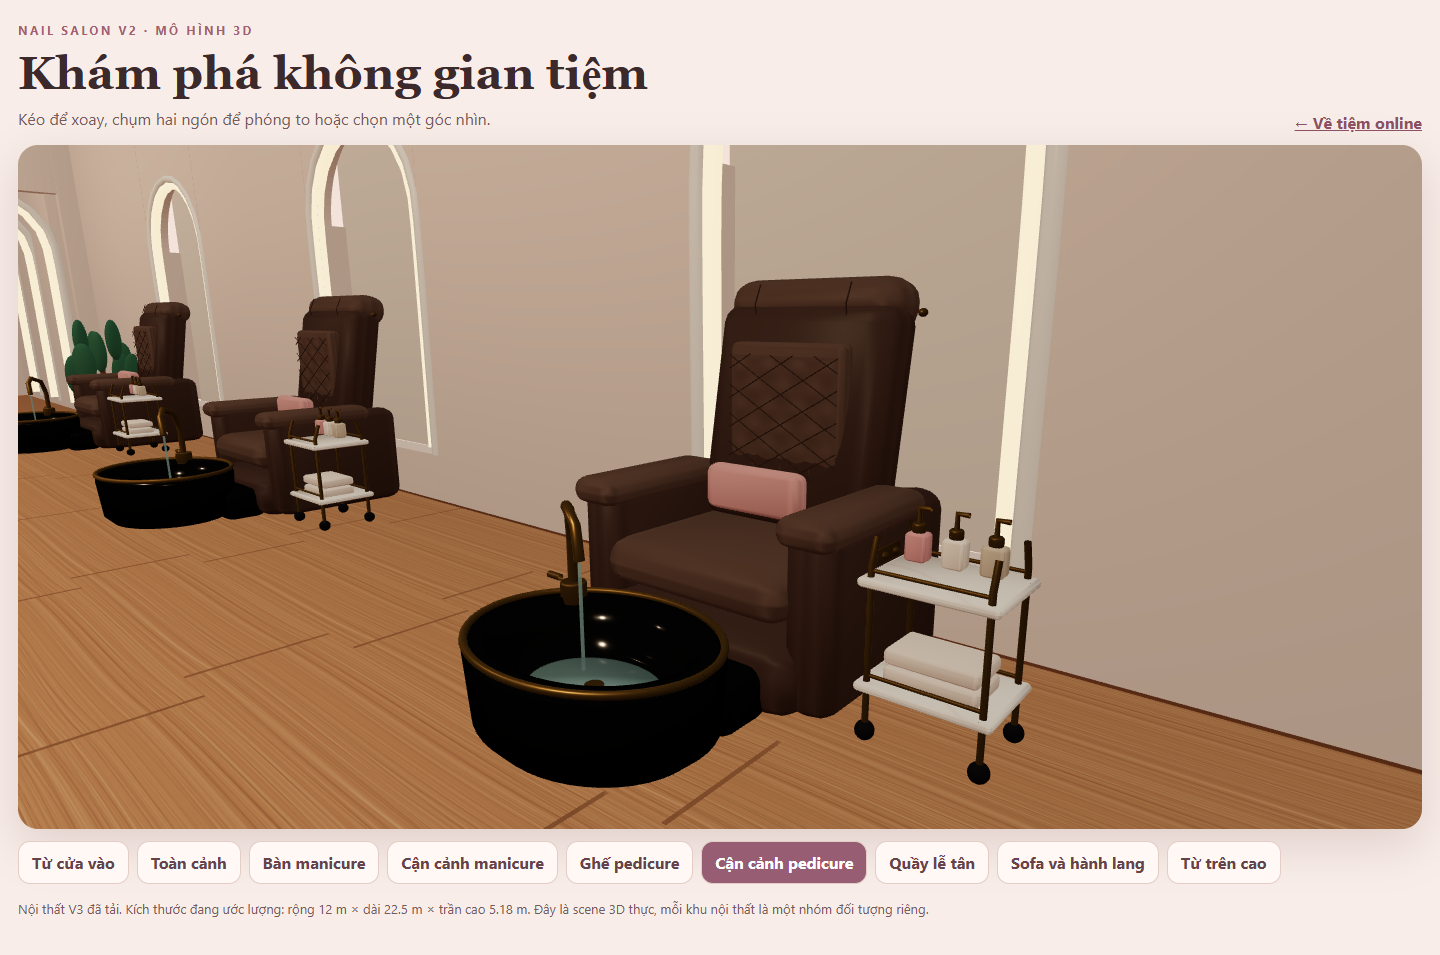 NAIL SALON V2 · MÔ HÌNH 3D
Khám phá không gian tiệm
Kéo để xoay, chụm hai ngón để phóng to hoặc chọn một góc nhìn.
← Về tiệm online
Từ cửa vào
Toàn cảnh
Bàn manicure
Cận cảnh manicure
Ghế pedicure
Cận cảnh pedicure
Quầy lễ tân
Sofa và hành lang
Từ trên cao
Nội thất V3 đã tải. Kích thước đang ước lượng: rộng 12 m × dài 22.5 m × trần cao 5.18 m. Đây là scene 3D thực, mỗi khu nội thất là một nhóm đối tượng riêng.